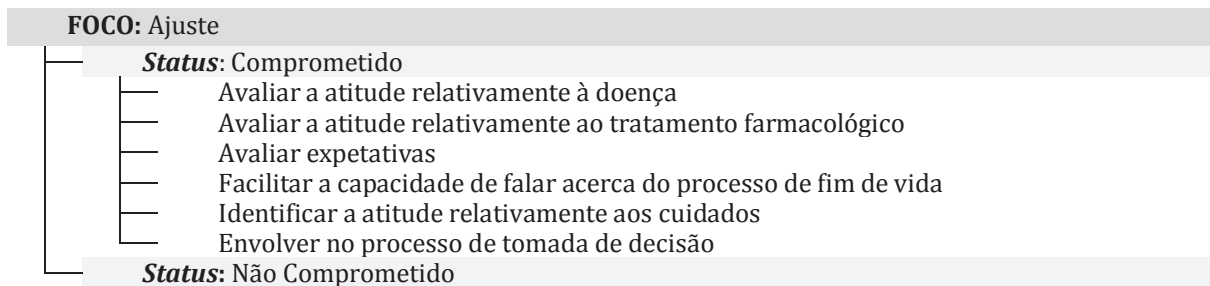 FOCO: Ajuste
Status: Comprometido
Avaliar a atitude relativamente à doença
Avaliar a atitude relativamente ao tratamento farmacológico
Avaliar expetativas
Facilitar a capacidade de falar acerca do processo de fim de vida
Identificar a atitude relativamente aos cuidados
Envolver no processo de tomada de decisão
Status: Não Comprometido